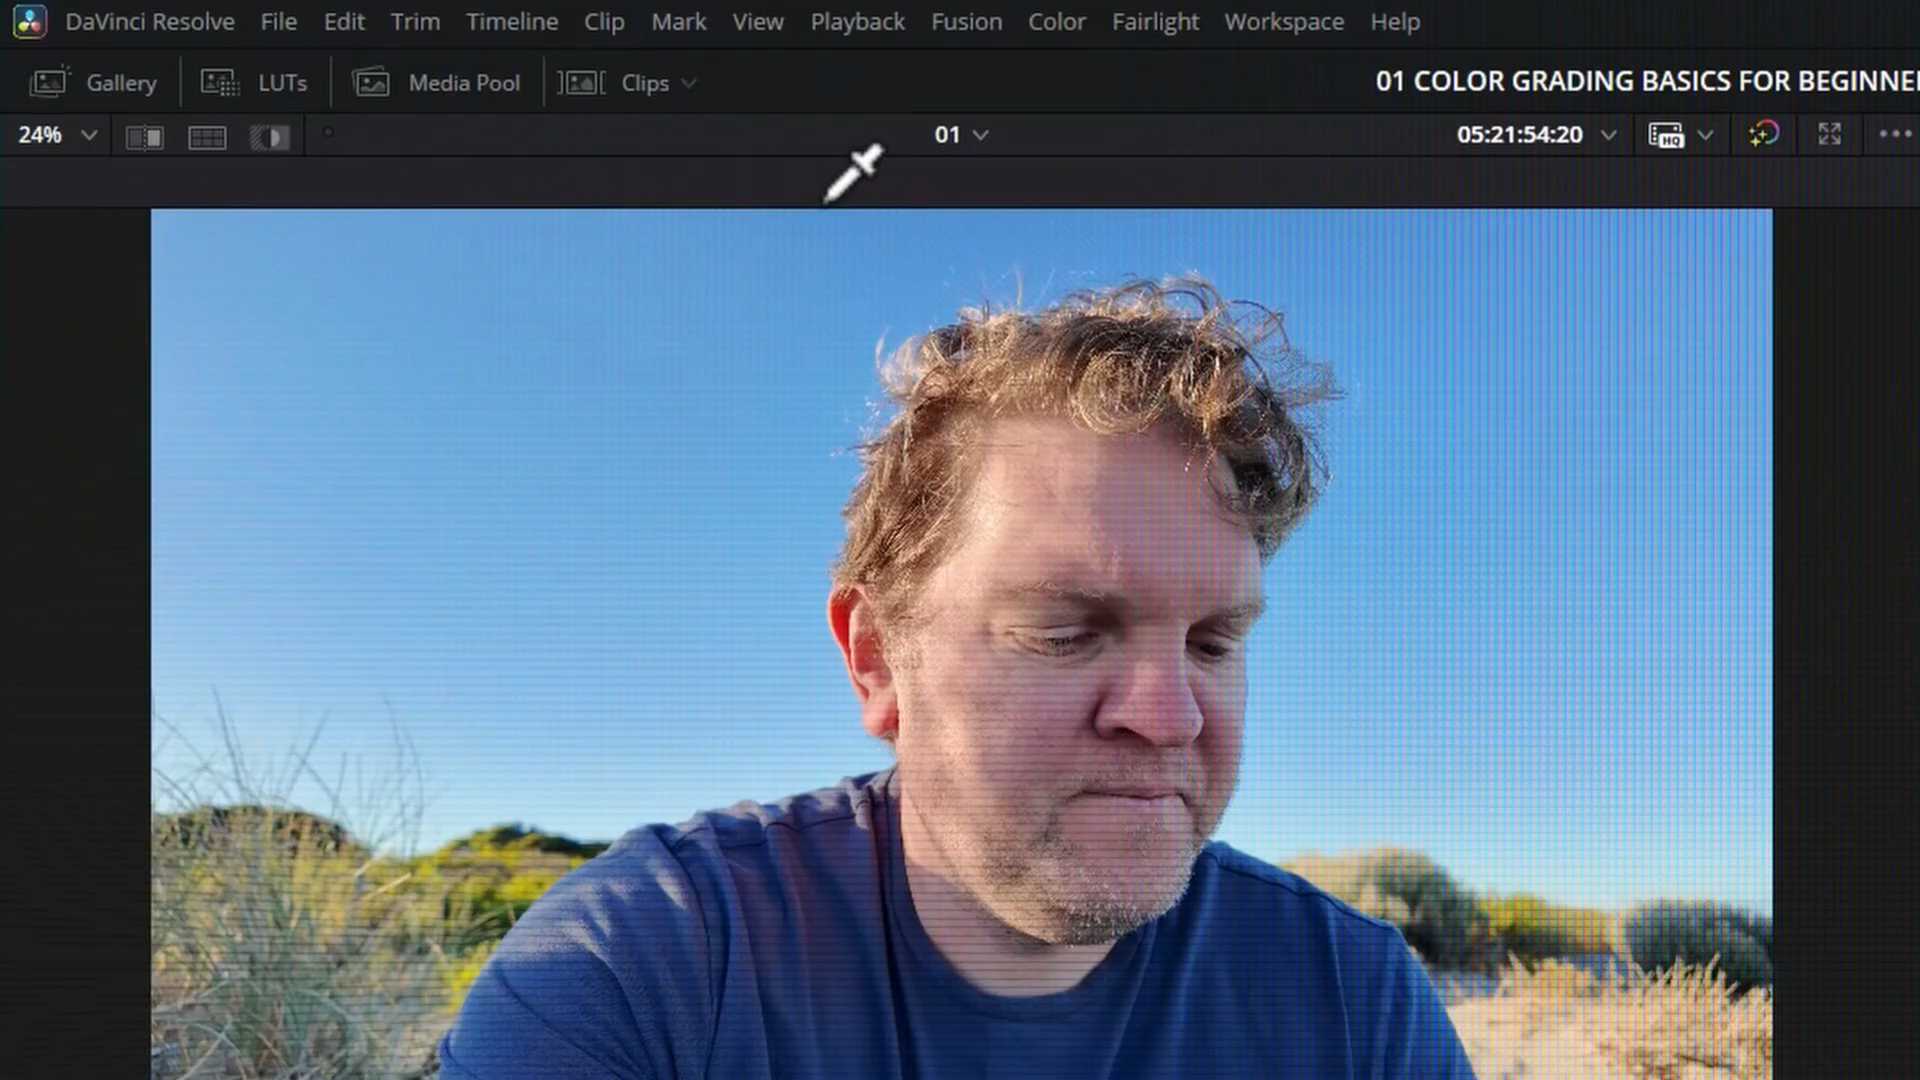 DaVinci Resolve File Edit Trim Timeline Clip Mark View Playback Fusion Color Fairlight Workspace Help
Gallery LUTs Media Pool Clips 01 COLOR GRADING BASICS FOR
24% 01 05:21:54:20 HQ